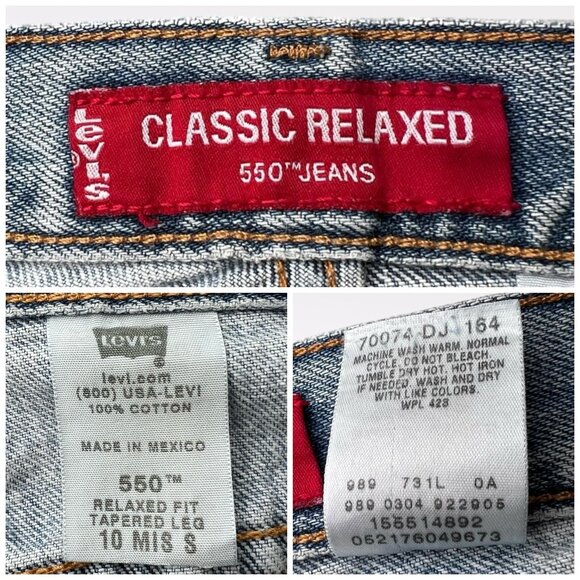 LEVI'S
CLASSIC RELAXED
550™ JEANS
Levi's
levi.com
(800) USA-LEVI
100% COTTON
MADE IN MEXICO
550™
RELAXED FIT
TAPERED LEG
10 MIS S
70074-DJ 164
MACHINE WASH WARM. NORMAL
CYCLE. DO NOT BLEACH.
TUMBLE DRY HOT. HOT IRON
IF NEEDED. WASH AND DRY
WITH LIKE COLORS.
WPL 423
989 731L 0A
989 0304 922905
155514892
052176049673